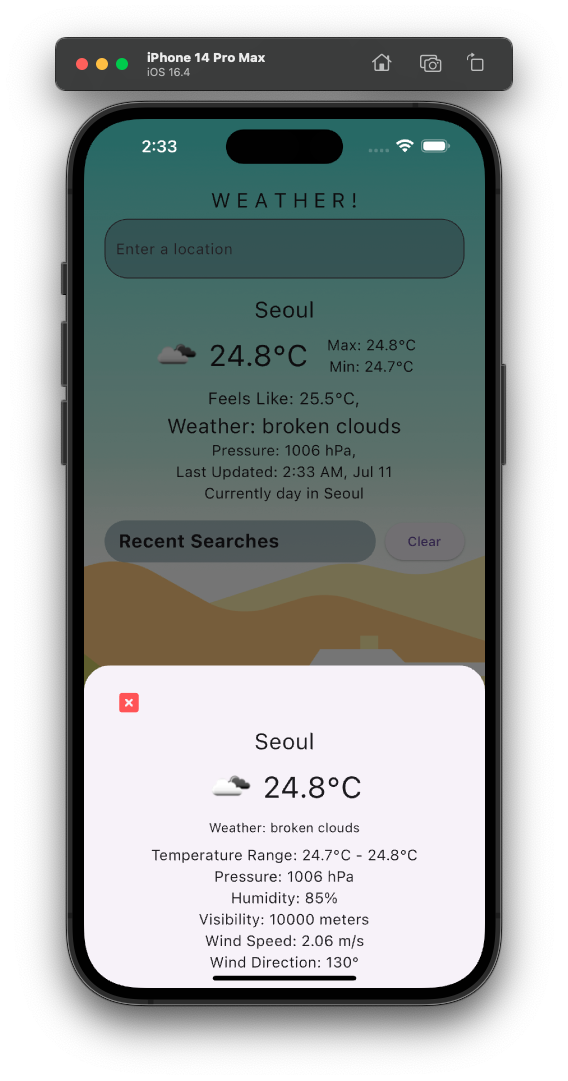 iPhone 14 Pro Max
iOS 16.4
2:33
WEATHER!
Enter a location
Seoul
24.8°C
Max: 24.8°C
Min: 24.7°C
Feels Like: 25.5°C,
Weather: broken clouds
Pressure: 1006 hPa,
Last Updated: 2:33 AM, Jul 11
Currently day in Seoul
Recent Searches
Clear
Seoul
24.8°C
Weather: broken clouds
Temperature Range: 24.7°C - 24.8°C
Pressure: 1006 hPa
Humidity: 85%
Visibility: 10000 meters
Wind Speed: 2.06 m/s
Wind Direction: 130°